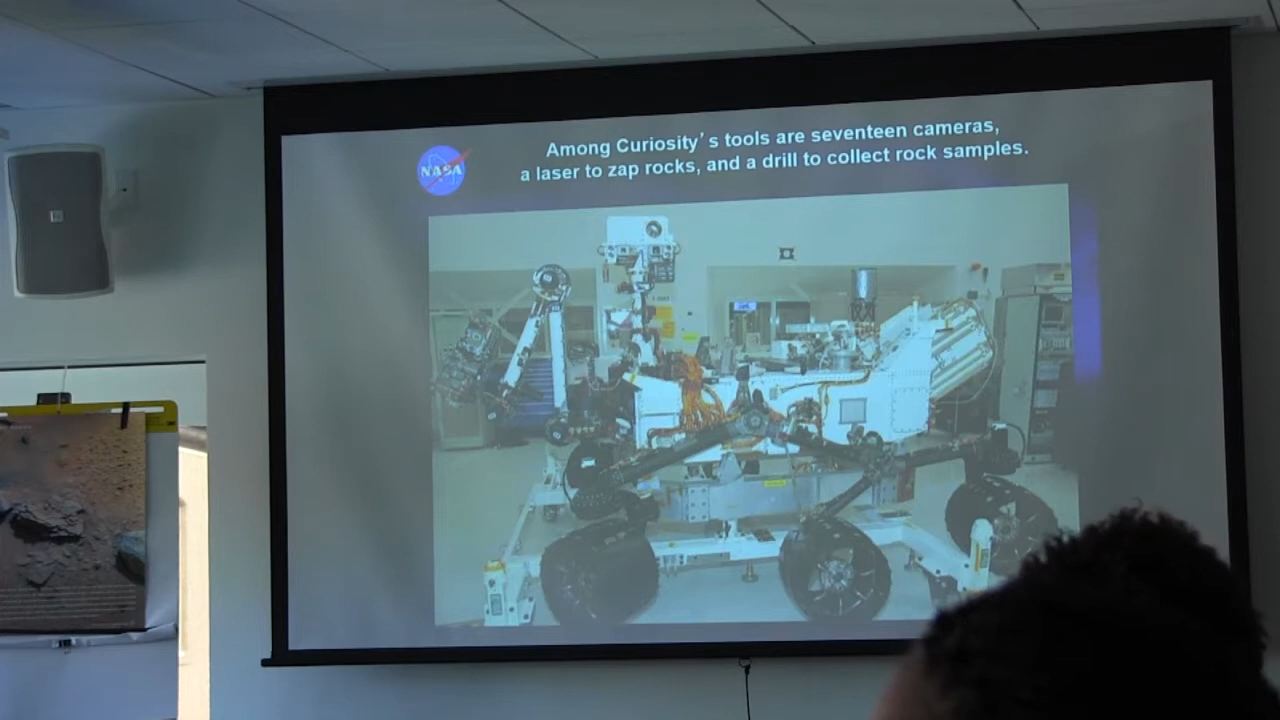 Among Curiosity's tools are seventeen cameras,
a laser to zap rocks, and a drill to collect rock samples.
NASA